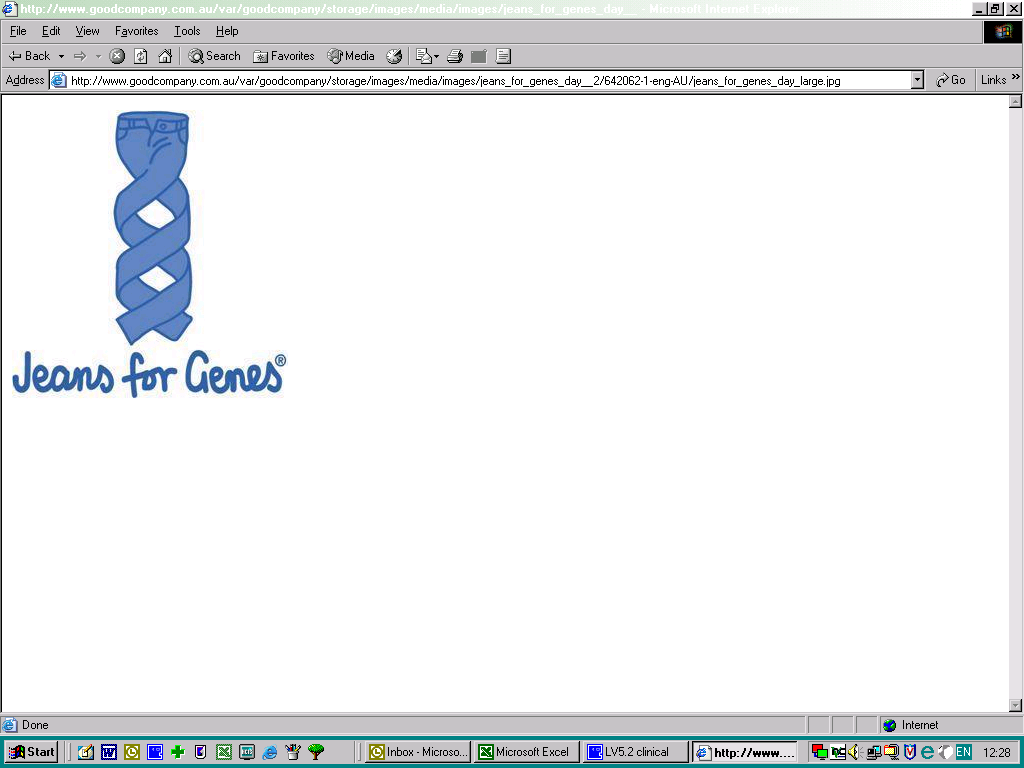 http://www.goodcompany.com.au/var/goodcompany/storage/images/media/images/jeans_for_genes_day__ - Microsoft Internet Explorer
File Edit View Favorites Tools Help
Back Search Favorites Media
Address http://www.goodcompany.com.au/var/goodcompany/storage/images/media/images/jeans_for_genes_day__2/642062-1-eng-AU/jeans_for_genes_day_large.jpg Go Links »
Jeans for Genes®
Done Internet
Start Inbox - Microso... Microsoft Excel LV5.2 clinical http://www.... EN 12:28